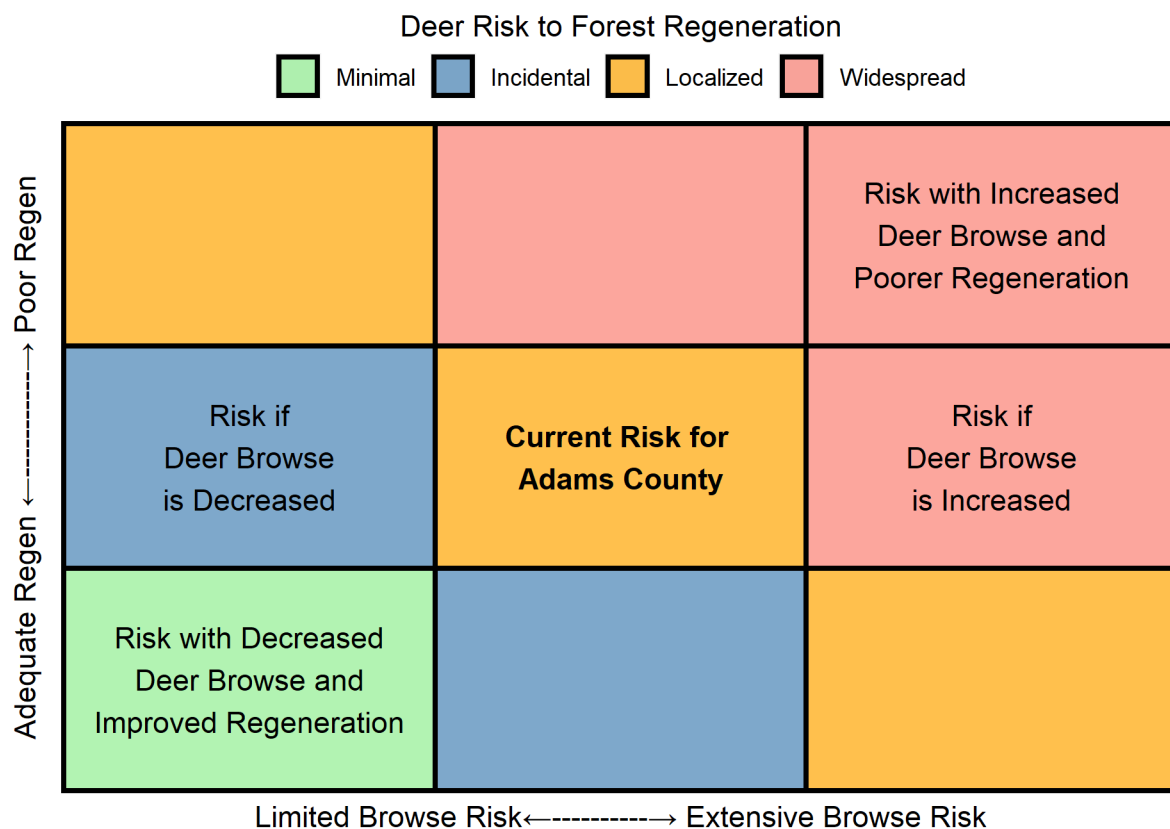 Deer Risk to Forest Regeneration
Minimal
Incidental
Localized
Widespread
Adequate Regen ←-----------→ Poor Regen
Risk with Increased
Deer Browse and
Poorer Regeneration
Risk if
Deer Browse
is Decreased
Current Risk for
Adams County
Risk if
Deer Browse
is Increased
Risk with Decreased
Deer Browse and
Improved Regeneration
Limited Browse Risk←----------→ Extensive Browse Risk